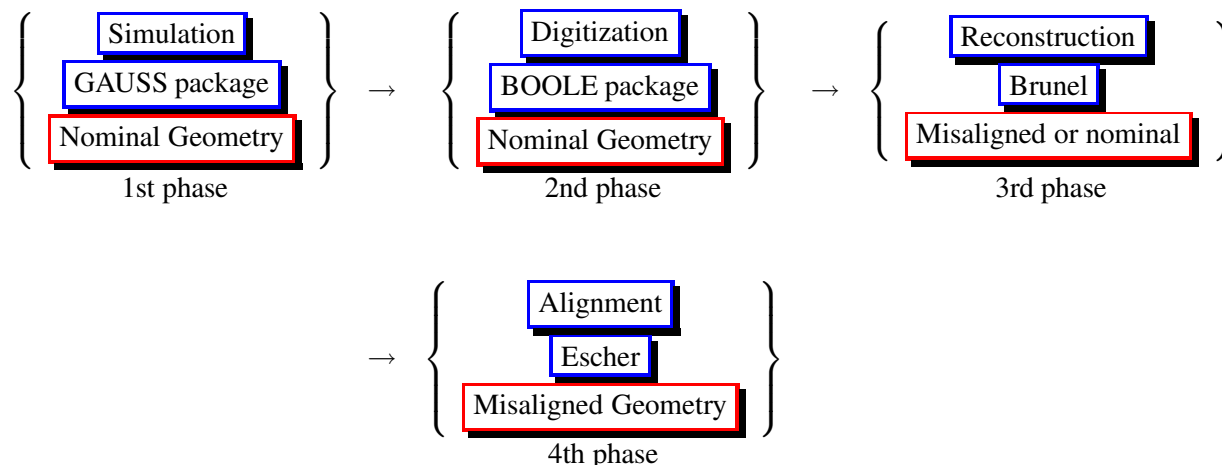 Simulation
GAUSS package
Nominal Geometry
1st phase
→
Digitization
BOOLE package
Nominal Geometry
2nd phase
→
Reconstruction
Brunel
Misaligned or nominal
3rd phase
→
Alignment
Escher
Misaligned Geometry
4th phase